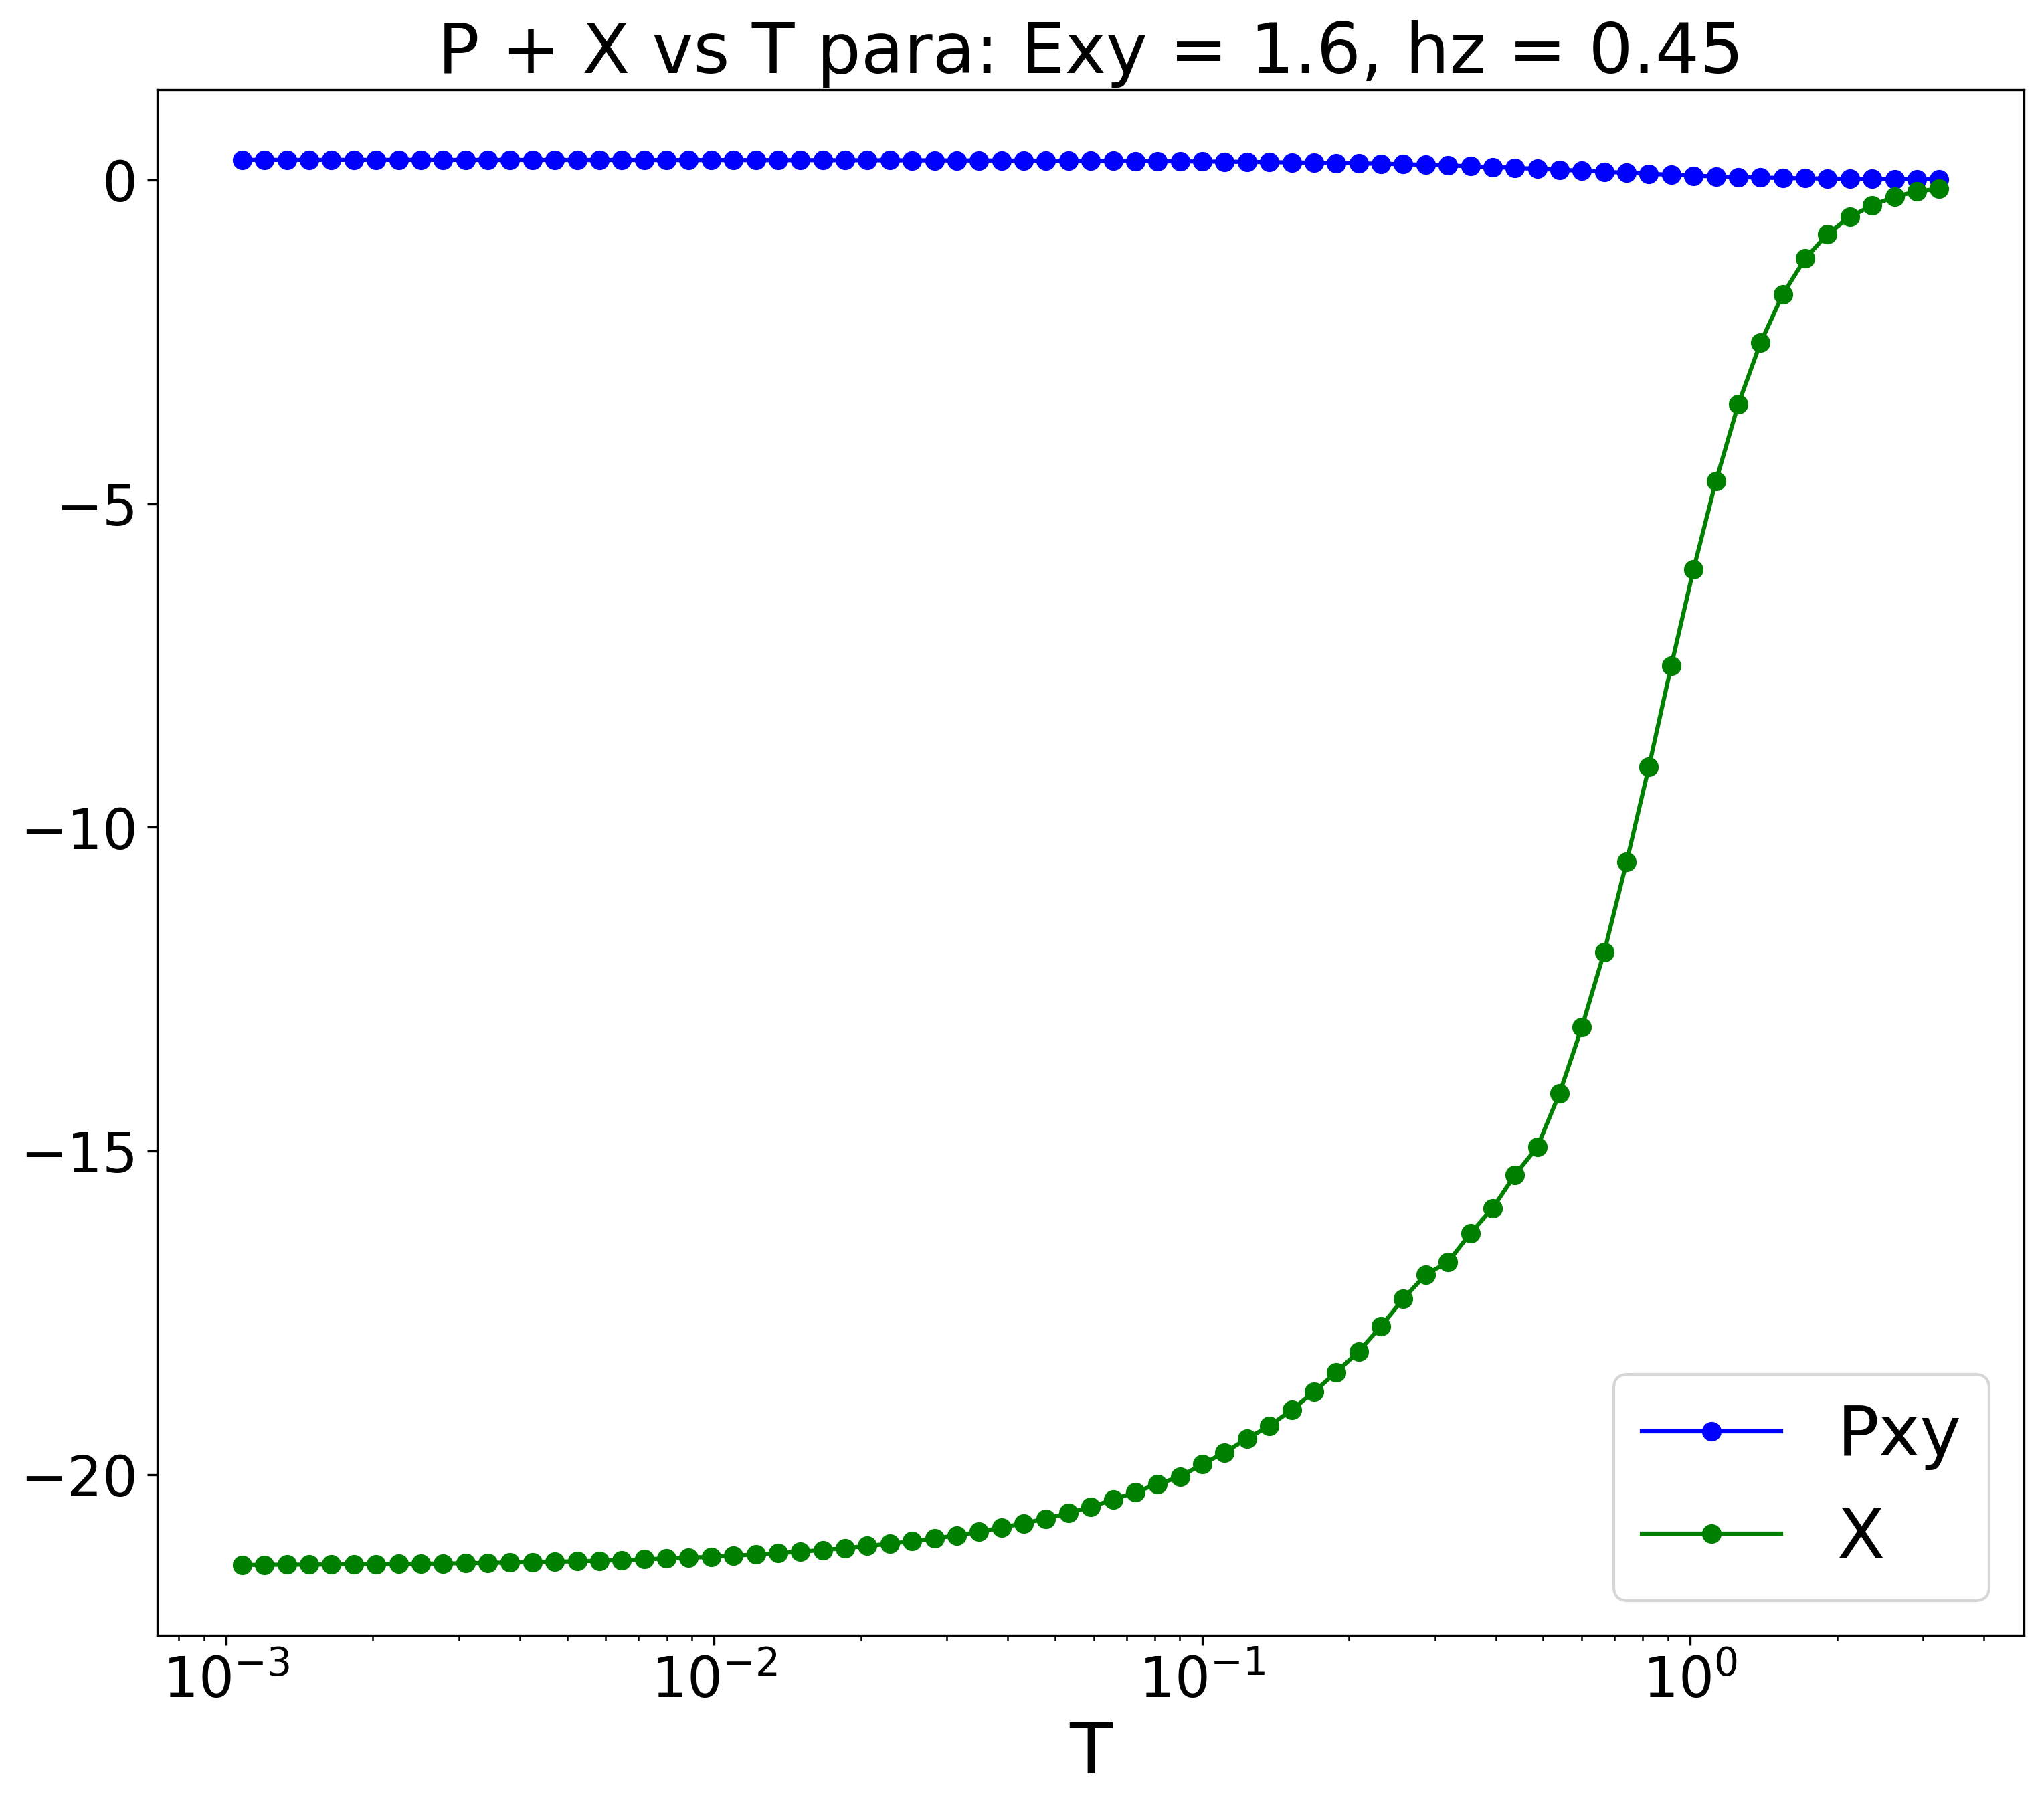 P + X vs T para: Exy = 1.6, hz = 0.45
0
−5
−10
−15
−20
Pxy
X
10⁻³ 10⁻² 10⁻¹ 10⁰
T